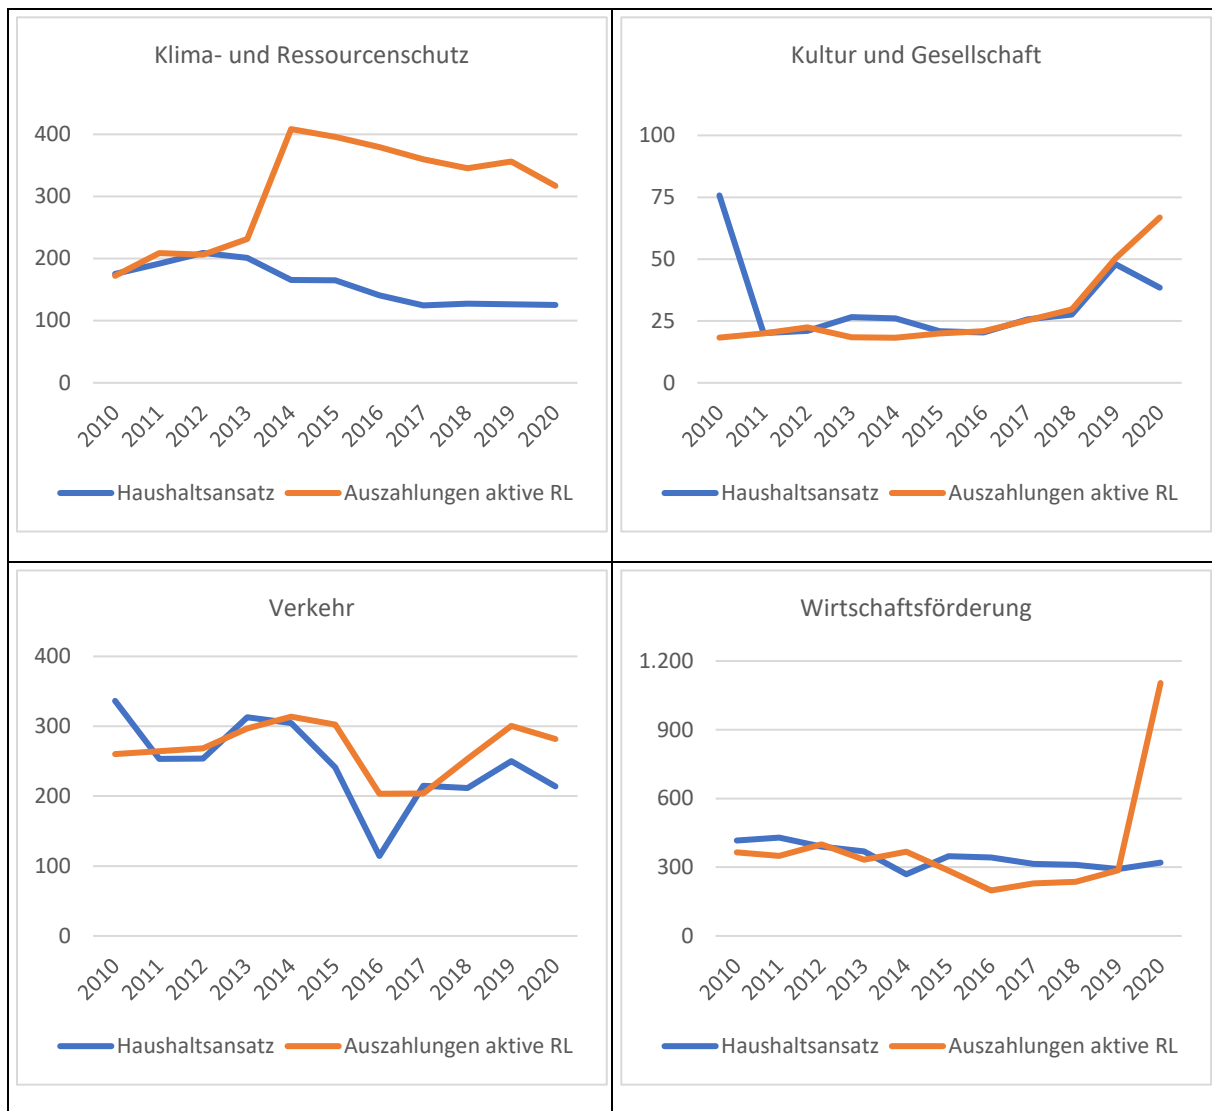 Klima- und Ressourcenschutz
400
300
200
100
0
2010 2011 2012 2013 2014 2015 2016 2017 2018 2019 2020
Haushaltsansatz Auszahlungen aktive RL
Kultur und Gesellschaft
100
75
50
25
0
2010 2011 2012 2013 2014 2015 2016 2017 2018 2019 2020
Haushaltsansatz Auszahlungen aktive RL
Verkehr
400
300
200
100
0
2010 2011 2012 2013 2014 2015 2016 2017 2018 2019 2020
Haushaltsansatz Auszahlungen aktive RL
Wirtschaftsförderung
1.200
900
600
300
0
2010 2011 2012 2013 2014 2015 2016 2017 2018 2019 2020
Haushaltsansatz Auszahlungen aktive RL